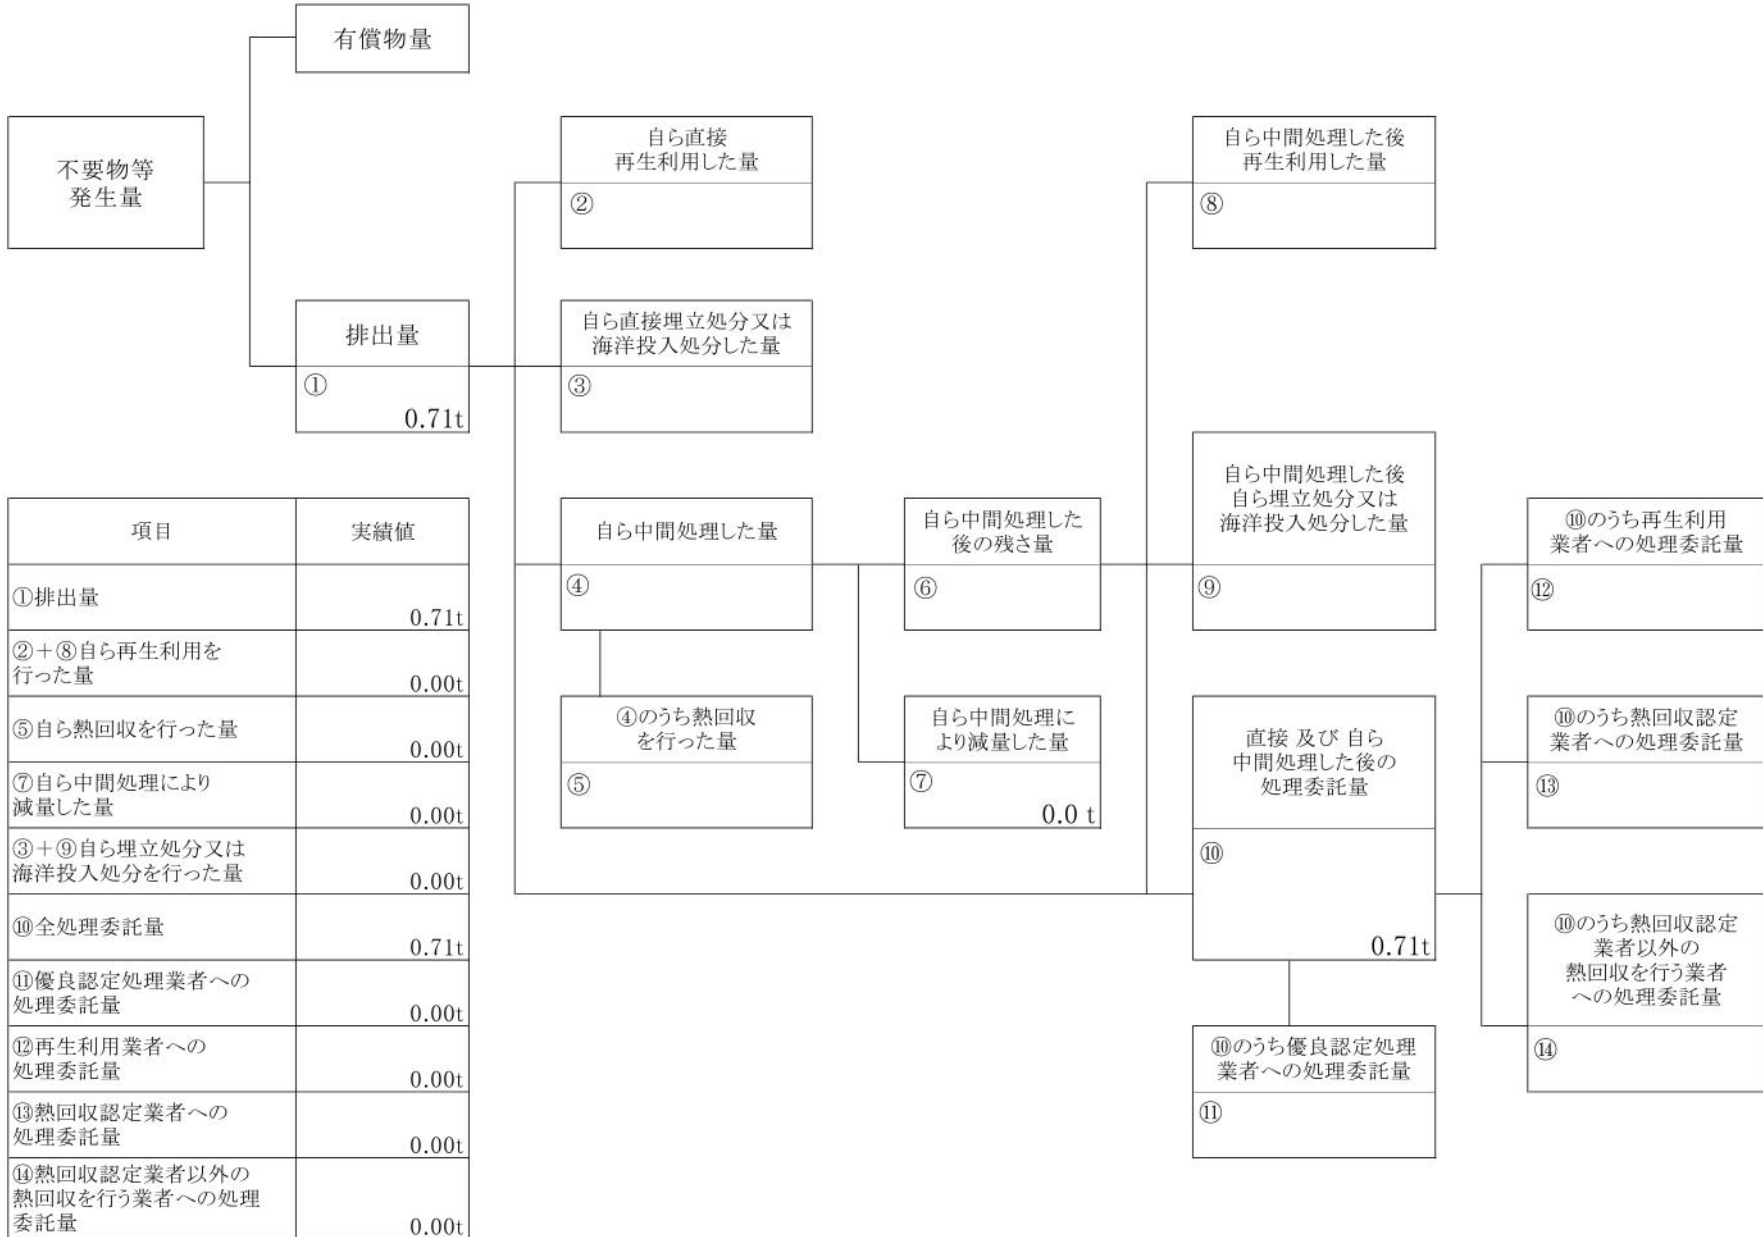 有償物量
不要物等
発生量
自ら直接
再生利用した量
②
自ら中間処理した後
再生利用した量
⑧
排出量
①
0.71t
自ら直接埋立処分又は
海洋投入処分した量
③
項目
実績値
①排出量
0.71t
②+⑧自ら再生利用を
行った量
0.00t
⑤自ら熱回収を行った量
0.00t
⑦自ら中間処理により
減量した量
0.00t
③+⑨自ら埋立処分又は
海洋投入処分を行った量
0.00t
⑩全処理委託量
0.71t
⑪優良認定処理業者への
処理委託量
0.00t
⑫再生利用業者への
処理委託量
0.00t
⑬熱回収認定業者への
処理委託量
0.00t
⑭熱回収認定業者以外の
熱回収を行う業者への処理
委託量
0.00t
自ら中間処理した量
④
④のうち熱回収
を行った量
⑤
自ら中間処理した
後の残さ量
⑥
自ら中間処理に
より減量した量
⑦
0.0 t
自ら中間処理した後
自ら埋立処分又は
海洋投入処分した量
⑨
直接 及び 自ら
中間処理した後の
処理委託量
⑩
0.71t
⑩のうち優良認定処理
業者への処理委託量
⑪
⑩のうち再生利用
業者への処理委託量
⑫
⑩のうち熱回収認定
業者への処理委託量
⑬
⑩のうち熱回収認定
業者以外の
熱回収を行う業者
への処理委託量
⑭